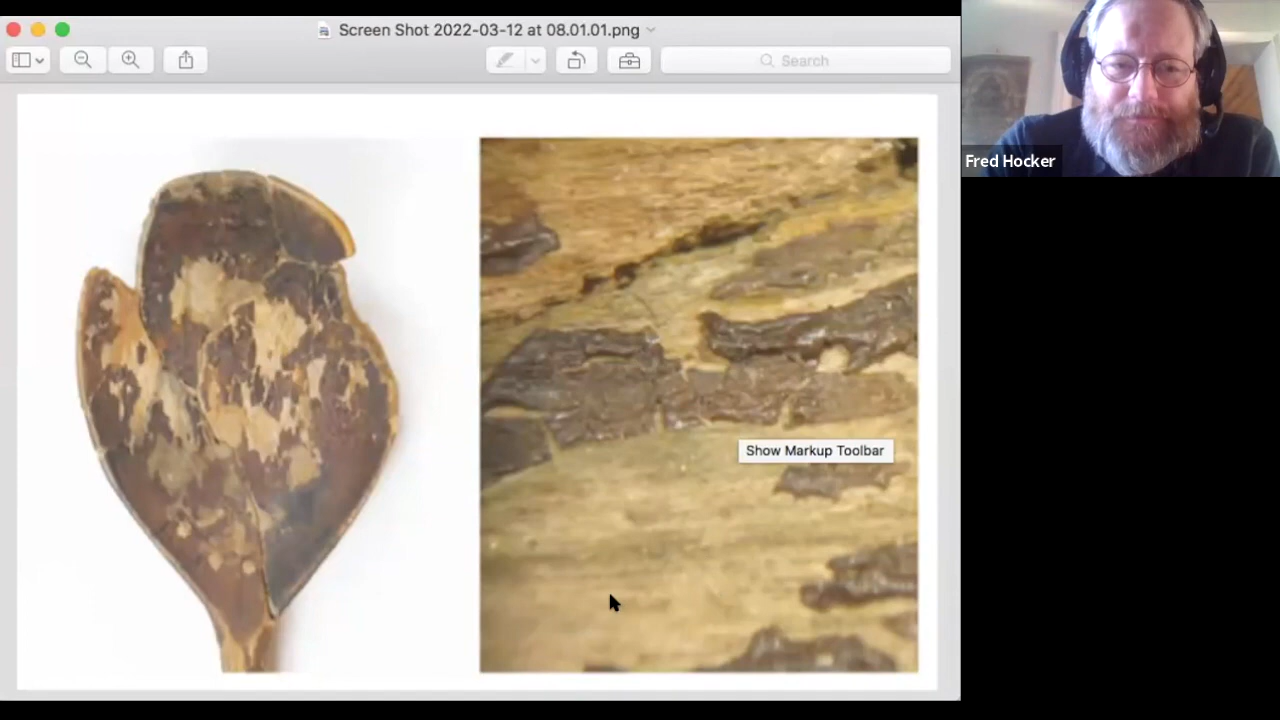 Screen Shot 2022-03-12 at 08.01.01.png
Search
Fred Hocker
Show Markup Toolbar